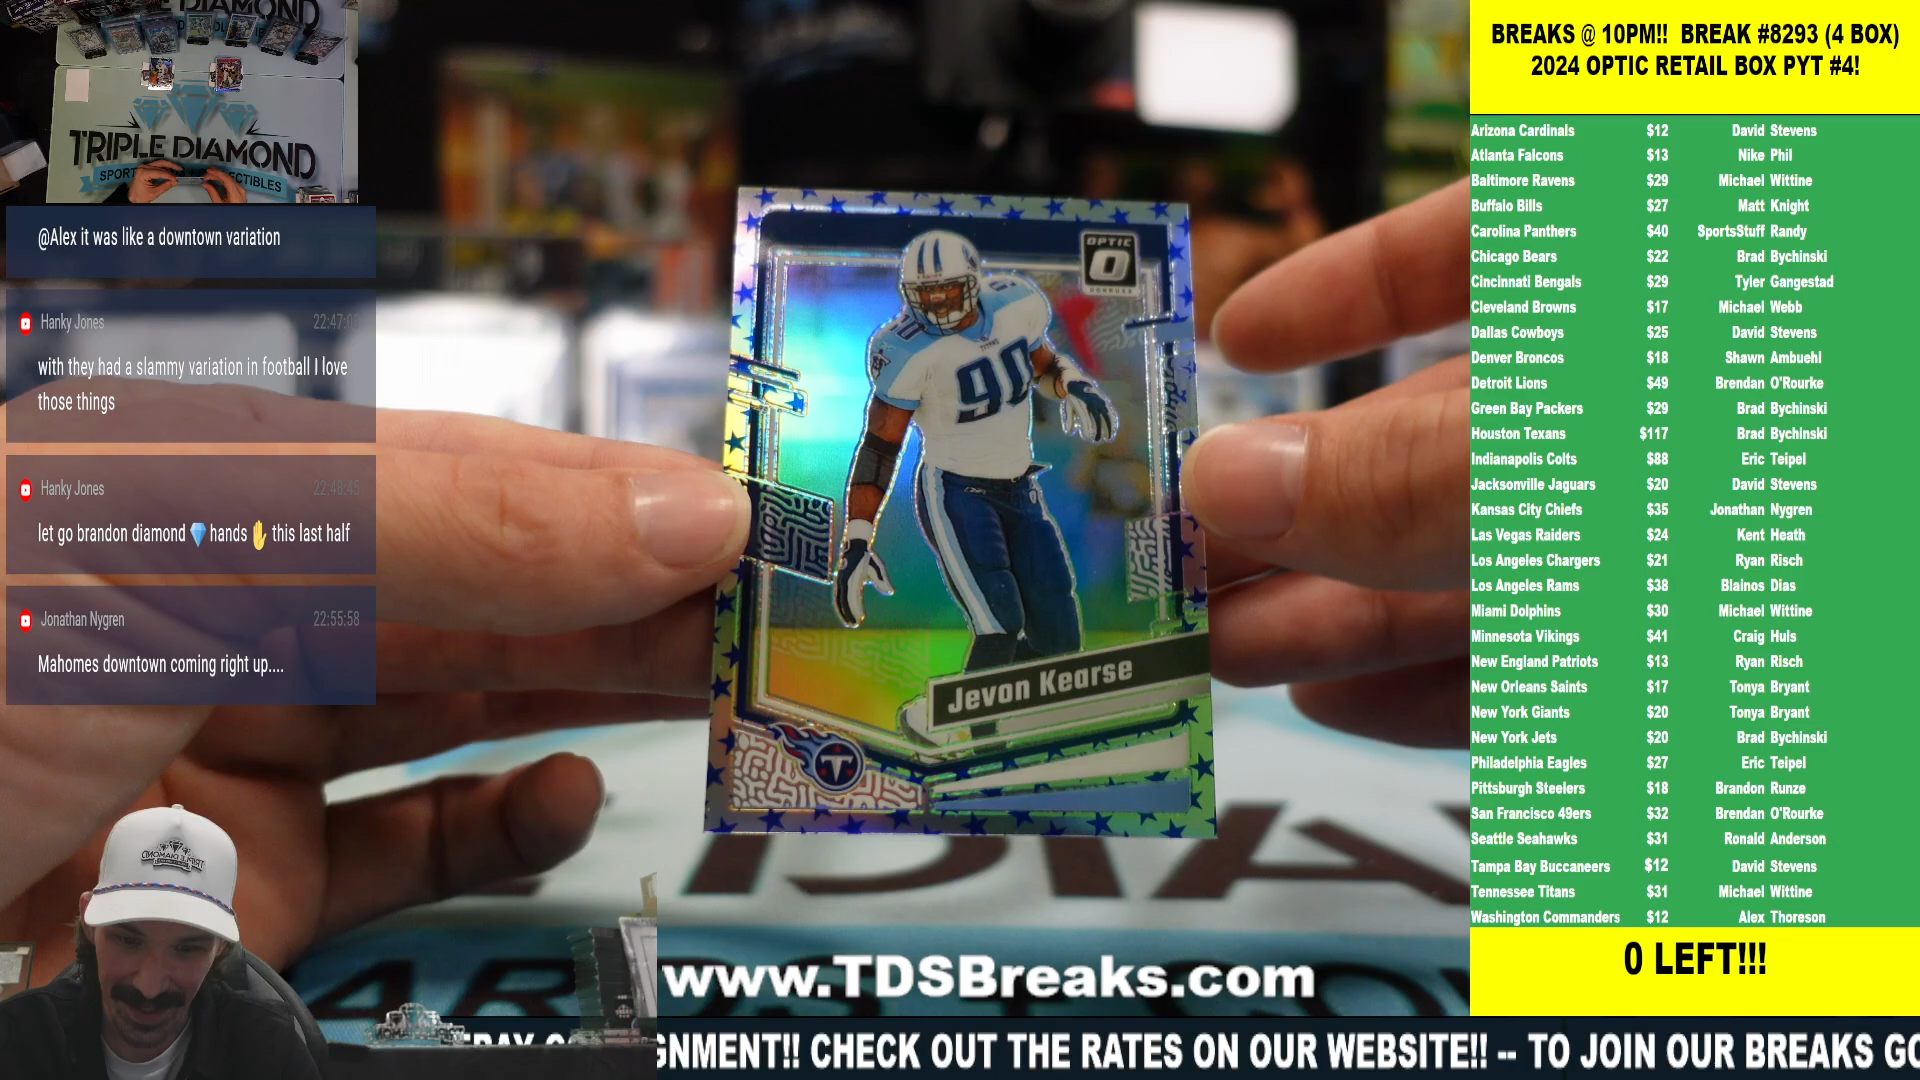 DIAMOND
TRIPLE DIAMOND
@Alex it was like a downtown variation
Hanky Jones
with they had a slammy variation in football I love
those things
Hanky Jones 22:48:45
let go brandon diamond 💎 hands ✋ this last half
Jonathan Nygren 22:55:58
Mahomes downtown coming right up....
OPTIC
DONRUSS
TITANS
90
Jevon Kearse
T
TRIPLE DIAMOND
www.TDSBreaks.com
GNMENT!! CHECK OUT THE RATES ON OUR WEBSITE!! -- TO JOIN OUR BREAKS GO
BREAKS @ 10PM!! BREAK #8293 (4 BOX)
2024 OPTIC RETAIL BOX PYT #4!
Arizona Cardinals $12 David Stevens
Atlanta Falcons $13 Nike Phil
Baltimore Ravens $29 Michael Wittine
Buffalo Bills $27 Matt Knight
Carolina Panthers $40 SportsStuff Randy
Chicago Bears $22 Brad Bychinski
Cincinnati Bengals $29 Tyler Gangestad
Cleveland Browns $17 Michael Webb
Dallas Cowboys $25 David Stevens
Denver Broncos $18 Shawn Ambuehl
Detroit Lions $49 Brendan O'Rourke
Green Bay Packers $29 Brad Bychinski
Houston Texans $117 Brad Bychinski
Indianapolis Colts $88 Eric Teipel
Jacksonville Jaguars $20 David Stevens
Kansas City Chiefs $35 Jonathan Nygren
Las Vegas Raiders $24 Kent Heath
Los Angeles Chargers $21 Ryan Risch
Los Angeles Rams $38 Blainos Dias
Miami Dolphins $30 Michael Wittine
Minnesota Vikings $41 Craig Huls
New England Patriots $13 Ryan Risch
New Orleans Saints $17 Tonya Bryant
New York Giants $20 Tonya Bryant
New York Jets $20 Brad Bychinski
Philadelphia Eagles $27 Eric Teipel
Pittsburgh Steelers $18 Brandon Runze
San Francisco 49ers $32 Brendan O'Rourke
Seattle Seahawks $31 Ronald Anderson
Tampa Bay Buccaneers $12 David Stevens
Tennessee Titans $31 Michael Wittine
Washington Commanders $12 Alex Thoreson
0 LEFT!!!